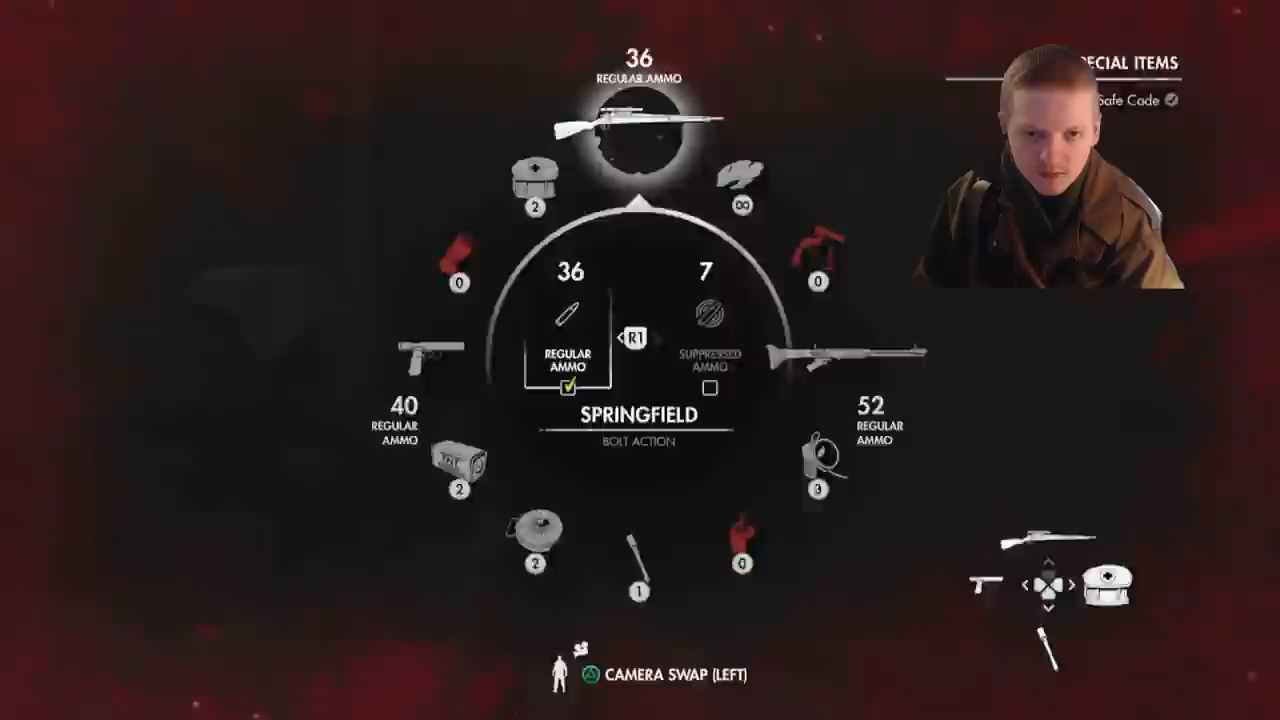 36
REGULAR AMMO
ECIAL ITEMS
Safe Code
2
∞
0
0
36
7
R1
REGULAR
AMMO
SUPPRESSED
AMMO
SPRINGFIELD
BOLT ACTION
40
REGULAR
AMMO
52
REGULAR
AMMO
2
3
2
1
0
CAMERA SWAP (LEFT)